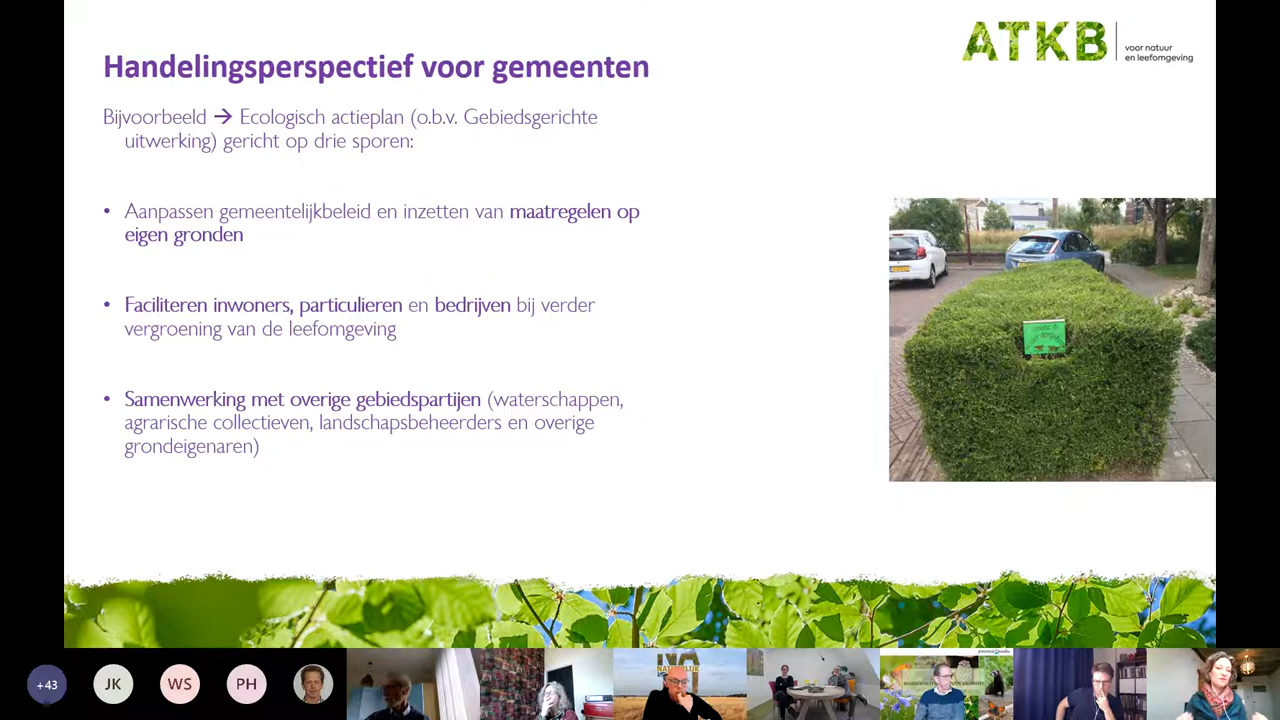 ATKB
voor natuur
en leefomgeving
Handelingsperspectief voor gemeenten
Bijvoorbeeld → Ecologisch actieplan (o.b.v. Gebiedsgerichte
uitwerking) gericht op drie sporen:
• Aanpassen gemeentelijkbeleid en inzetten van maatregelen op
eigen gronden
• Faciliteren inwoners, particulieren en bedrijven bij verder
vergroening van de leefomgeving
• Samenwerking met overige gebiedspartijen (waterschappen,
agrarische collectieven, landschapsbeheerders en overige
grondeigenaren)
+43
JK
WS
PH
NATUURLIJK